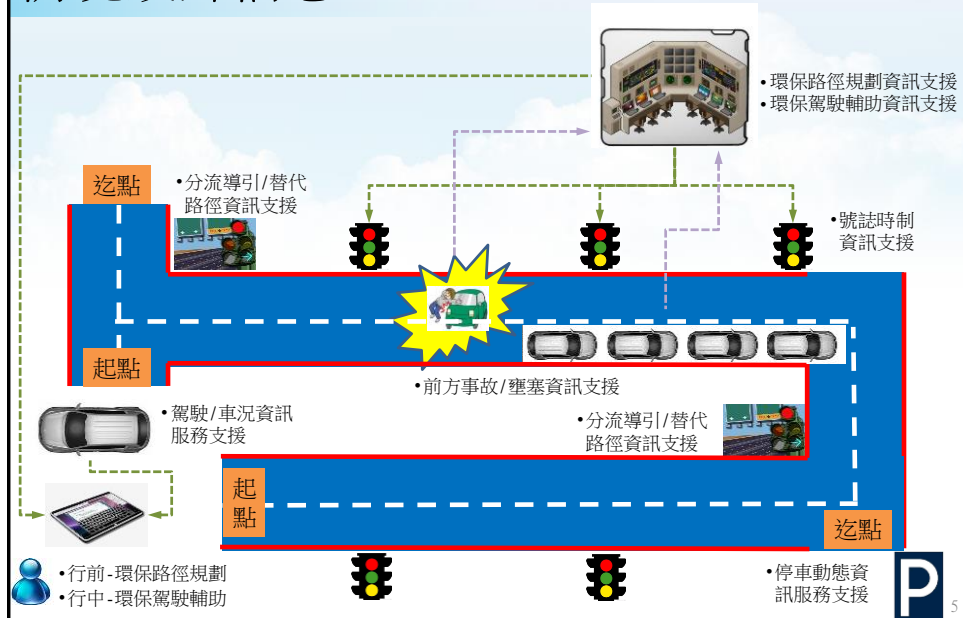 •環保路徑規劃資訊支援
•環保駕駛輔助資訊支援
迄點
•分流導引/替代
路徑資訊支援
•號誌時制
資訊支援
起點
•前方事故/壅塞資訊支援
•駕駛/車況資訊
服務支援
•分流導引/替代
路徑資訊支援
起
點
迄點
•行前-環保路徑規劃
•行中-環保駕駛輔助
•停車動態資
訊服務支援
P
5